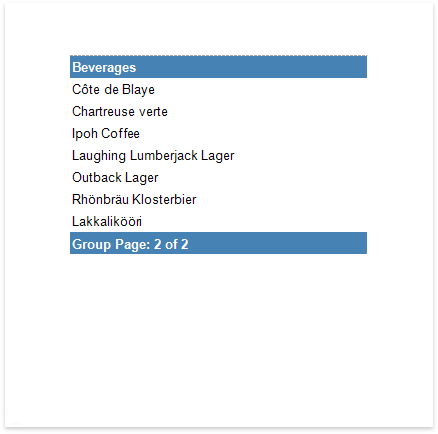 Beverages
Côte de Blaye
Chartreuse verte
Ipoh Coffee
Laughing Lumberjack Lager
Outback Lager
Rhönbräu Klosterbier
Lakkalikööri
Group Page: 2 of 2